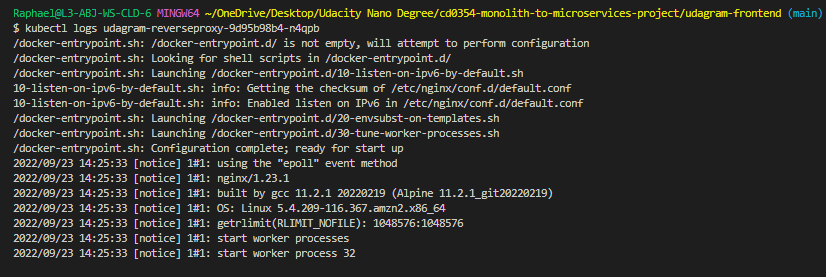 Raphael@L3-ABJ-WS-CLD-6 MINGW64 ~/OneDrive/Desktop/Udacity Nano Degree/cd0354-monolith-to-microservices-project/udagram-frontend (main)
$ kubectl logs udagram-reverseproxy-9d95b98b4-n4qpb
/docker-entrypoint.sh: /docker-entrypoint.d/ is not empty, will attempt to perform configuration
/docker-entrypoint.sh: Looking for shell scripts in /docker-entrypoint.d/
/docker-entrypoint.sh: Launching /docker-entrypoint.d/10-listen-on-ipv6-by-default.sh
10-listen-on-ipv6-by-default.sh: info: Getting the checksum of /etc/nginx/conf.d/default.conf
10-listen-on-ipv6-by-default.sh: info: Enabled listen on IPv6 in /etc/nginx/conf.d/default.conf
/docker-entrypoint.sh: Launching /docker-entrypoint.d/20-envsubst-on-templates.sh
/docker-entrypoint.sh: Launching /docker-entrypoint.d/30-tune-worker-processes.sh
/docker-entrypoint.sh: Configuration complete; ready for start up
2022/09/23 14:25:33 [notice] 1#1: using the "epoll" event method
2022/09/23 14:25:33 [notice] 1#1: nginx/1.23.1
2022/09/23 14:25:33 [notice] 1#1: built by gcc 11.2.1 20220219 (Alpine 11.2.1_git20220219)
2022/09/23 14:25:33 [notice] 1#1: OS: Linux 5.4.209-116.367.amzn2.x86_64
2022/09/23 14:25:33 [notice] 1#1: getrlimit(RLIMIT_NOFILE): 1048576:1048576
2022/09/23 14:25:33 [notice] 1#1: start worker processes
2022/09/23 14:25:33 [notice] 1#1: start worker process 32